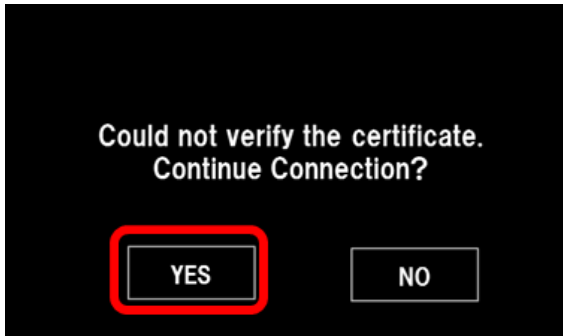 Could not verify the certificate.
Continue Connection?
YES NO